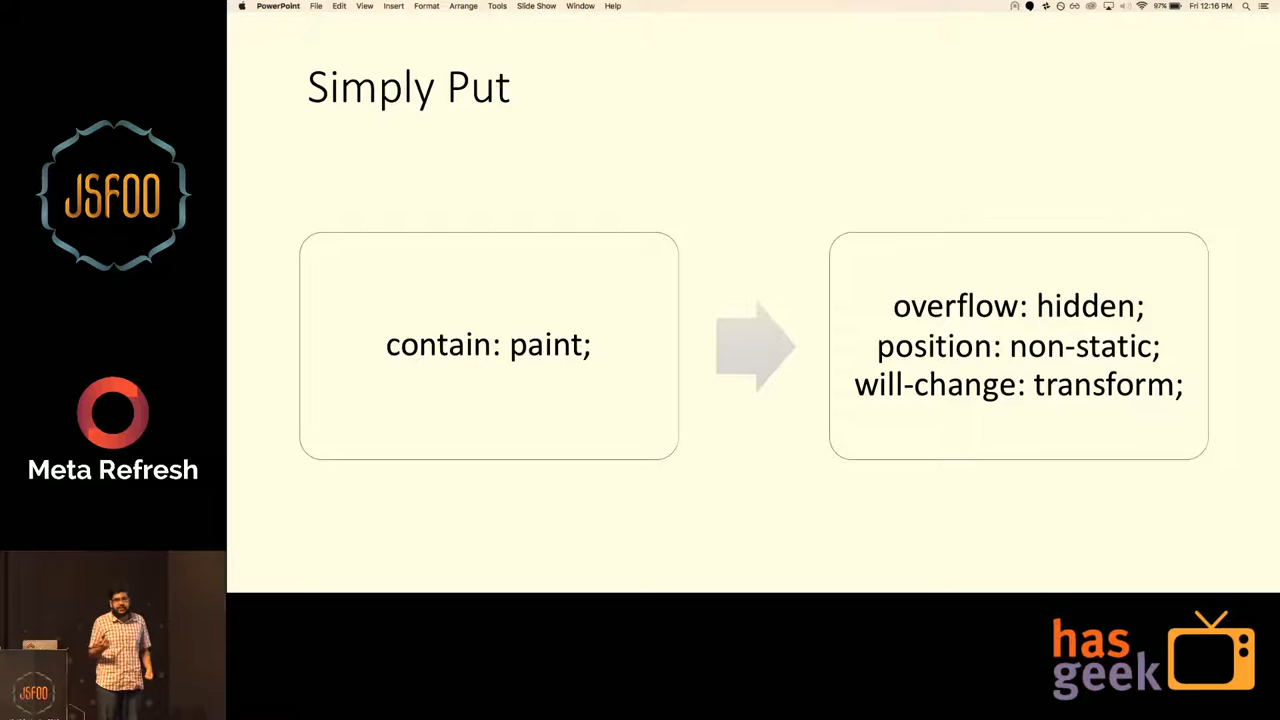 PowerPoint File Edit View Insert Format Arrange Tools Slide Show Window Help
97% Fri 12:16 PM
Simply Put
JSFOO
contain: paint;
overflow: hidden;
position: non-static;
will-change: transform;
Meta Refresh
JSFOO
has
geek